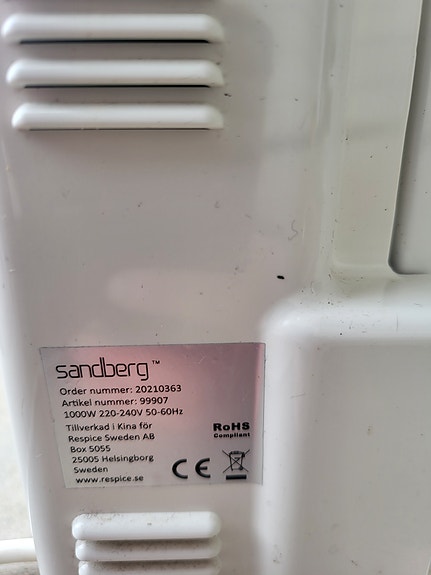 sandberg™
Order nummer: 20210363
Artikel nummer: 99907
1000W 220-240V 50-60Hz
Tillverkad i Kina för
Respice Sweden AB
Box 5055
25005 Helsingborg
Sweden
www.respice.se
RoHS
Compliant
CE